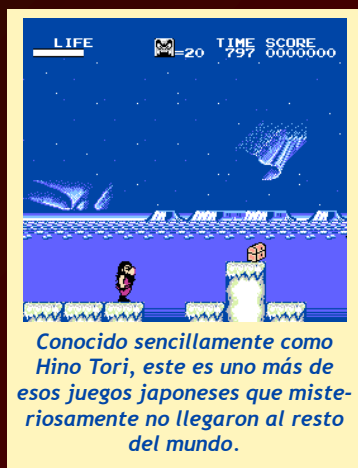 LIFE =20 TIME SCORE
797 0000000
Conocido sencillamente como
Hino Tori, este es uno más de
esos juegos japoneses que miste-
riosamente no llegaron al resto
del mundo.